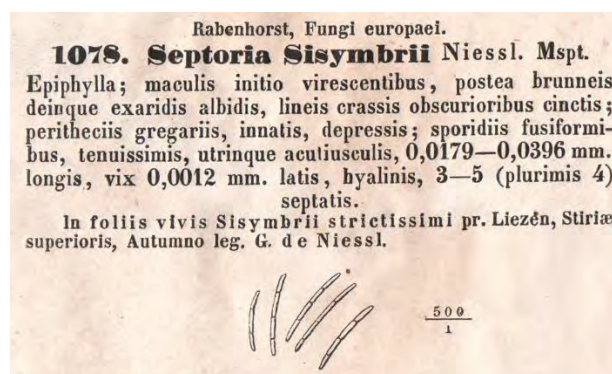 Rabenhorst, Fungi europaei.
1078. Septoria Sisymbrii Niessl. Mspt.
Epiphylla; maculis initio virescentibus, postea brunneis
deinque exaridis albidis, lineis crassis obscurioribus cinctis;
peritheciis gregariis, innatis, depressis; sporidiis fusiformi-
bus, tenuissimis, utrinque acutiusculis, 0,0179—0,0396 mm.
longis, vix 0,0012 mm. latis, hyalinis, 3—5 (plurimis 4)
septatis.
In foliis vivis Sisymbrii strictissimi pr. Liezén, Stiriæ
superioris, Autumno leg. G. de Niessl.
500
1